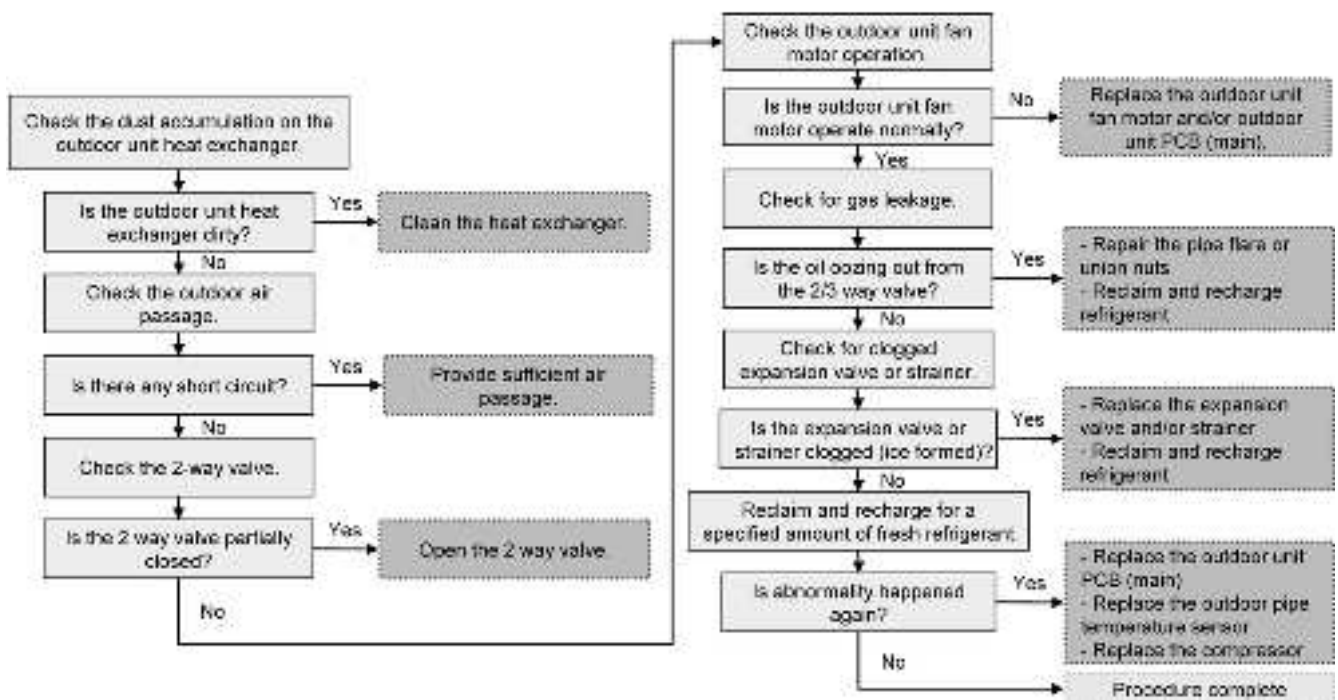 Check the dust accumulation on the
outdoor unit heat exchanger.
Is the outdoor unit heat
exchanger dirty?
Yes
Clean the heat exchanger.
No
Check the outdoor air
passage.
Is there any short circuit?
Yes
Provide sufficient air
passage.
No
Check the 2-way valve.
Is the 2 way valve partially
closed?
Yes
Open the 2 way valve.
No
Check the outdoor unit fan
motor operation.
Is the outdoor unit fan
motor operate normally?
No
Replace the outdoor unit
fan motor and/or outdoor
unit PCB (main).
Yes
Check for gas leakage.
Is the oil oozing out from
the 2/3 way valve?
Yes
- Repair the pipe flare or
union nuts
- Reclaim and recharge
refrigerant
No
Check for clogged
expansion valve or strainer.
Is the expansion valve or
strainer clogged (ice formed)?
Yes
- Replace the expansion
valve and/or strainer
- Reclaim and recharge
refrigerant
No
Reclaim and recharge for a
specified amount of fresh refrigerant.
Is abnormality happened
again?
Yes
- Replace the outdoor unit
PCB (main)
- Replace the outdoor pipe
temperature sensor
- Replace the compressor
No
Procedure complete